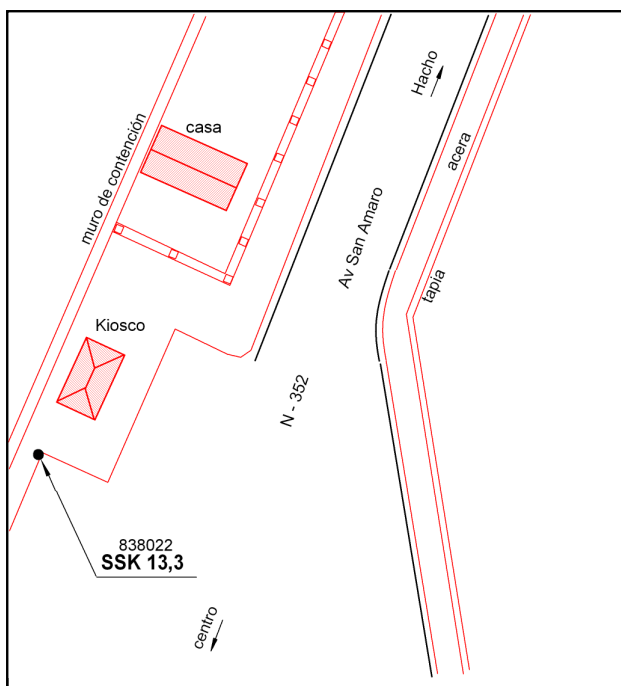 Hacho
casa
acera
muro de contención
Av San Amaro
tapia
Kiosco
N - 352
838022
SSK 13,3
centro